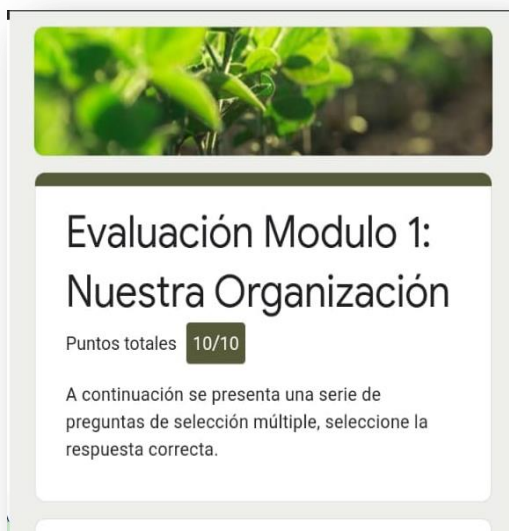 Evaluación Modulo 1:
Nuestra Organización
Puntos totales 10/10
A continuación se presenta una serie de
preguntas de selección múltiple, seleccione la
respuesta correcta.